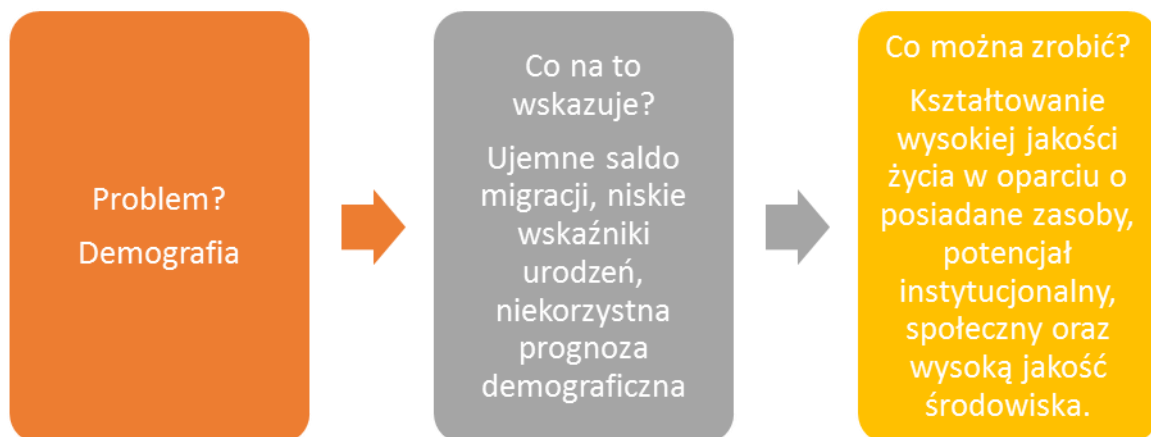 Problem?
Demografia
Co na to
wskazuje?
Ujemne saldo
migracji, niskie
wskaźniki
urodzeń,
niekorzystna
prognoza
demograficzna
Co można zrobić?
Kształtowanie
wysokiej jakości
życia w oparciu o
posiadane zasoby,
potencjał
instytucjonalny,
społeczny oraz
wysoką jakość
środowiska.